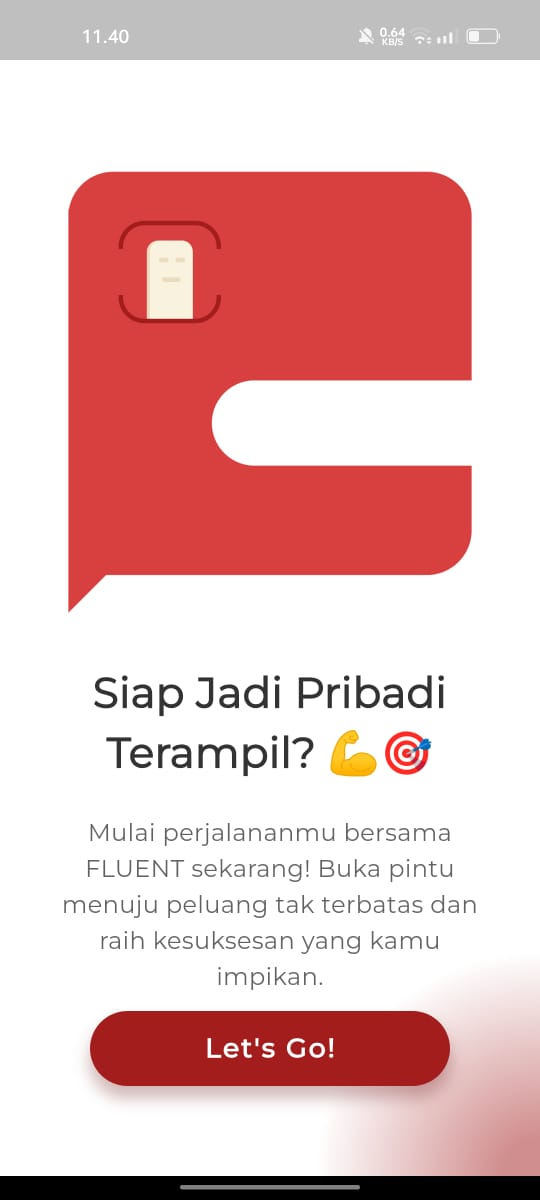 11.40
0.64
KB/S
Siap Jadi Pribadi
Terampil? 💪🎯
Mulai perjalananmu bersama
FLUENT sekarang! Buka pintu
menuju peluang tak terbatas dan
raih kesuksesan yang kamu
impikan.
Let's Go!